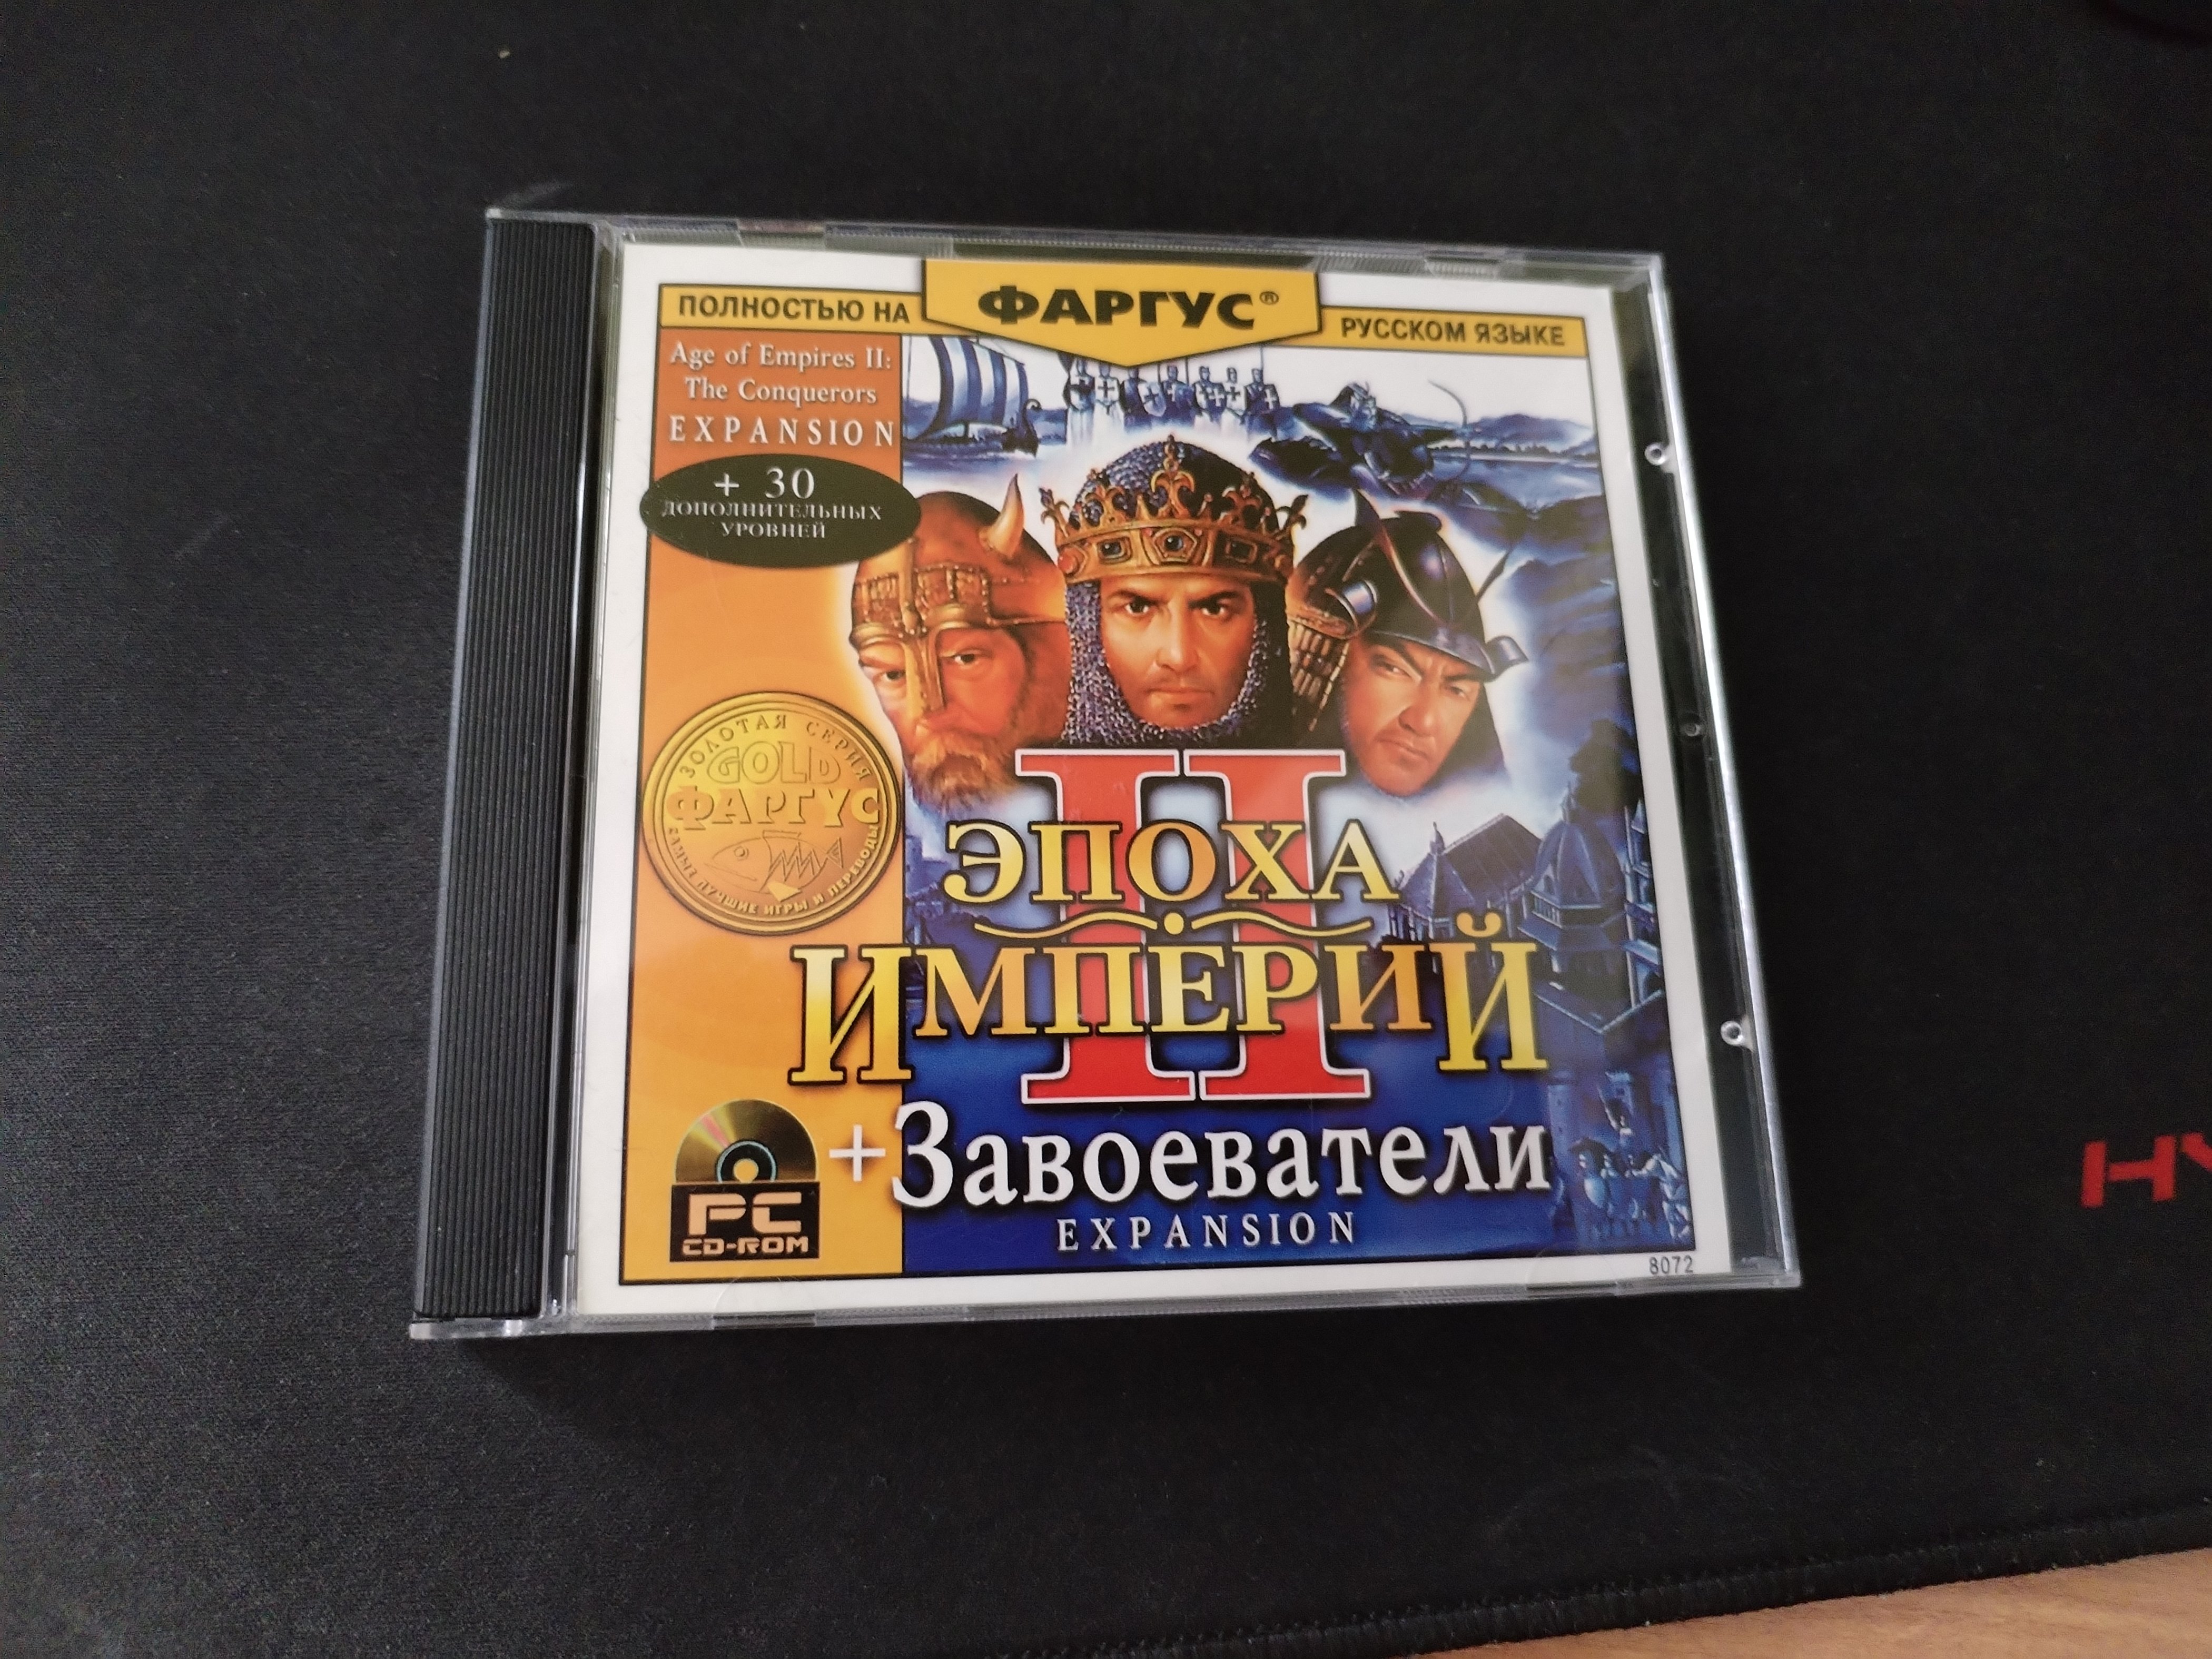 ПОЛНОСТЬЮ НА
ФАРГУС®
РУССКОМ ЯЗЫКЕ
Age of Empires II:
The Conquerors
EXPANSION
+ 30
ДОПОЛНИТЕЛЬНЫХ
УРОВНЕЙ
ЗОЛОТАЯ СЕРИЯ
GOLD
ФАРГУС
САМЫЕ ЛУЧШИЕ ИГРЫ И ПЕРЕВОДЫ
II
ЭПОХА
ИМПЕРИЙ
+Завоеватели
EXPANSION
PC
CD-ROM
8072